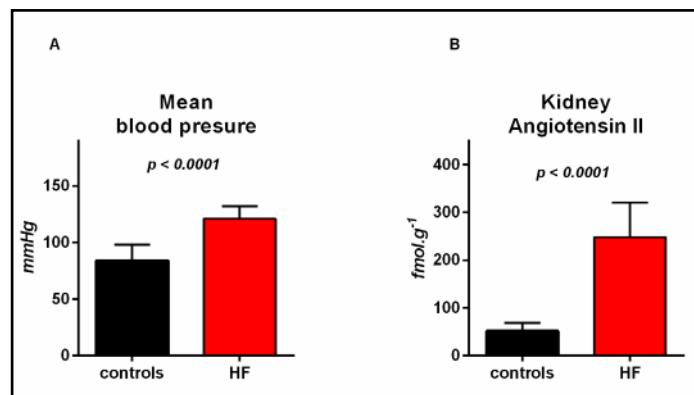 A
Mean
blood presure
p < 0.0001
mmHg
150
100
50
0
controls
HF
B
Kidney
Angiotensin II
p < 0.0001
fmol.g⁻¹
400
300
200
100
0
controls
HF